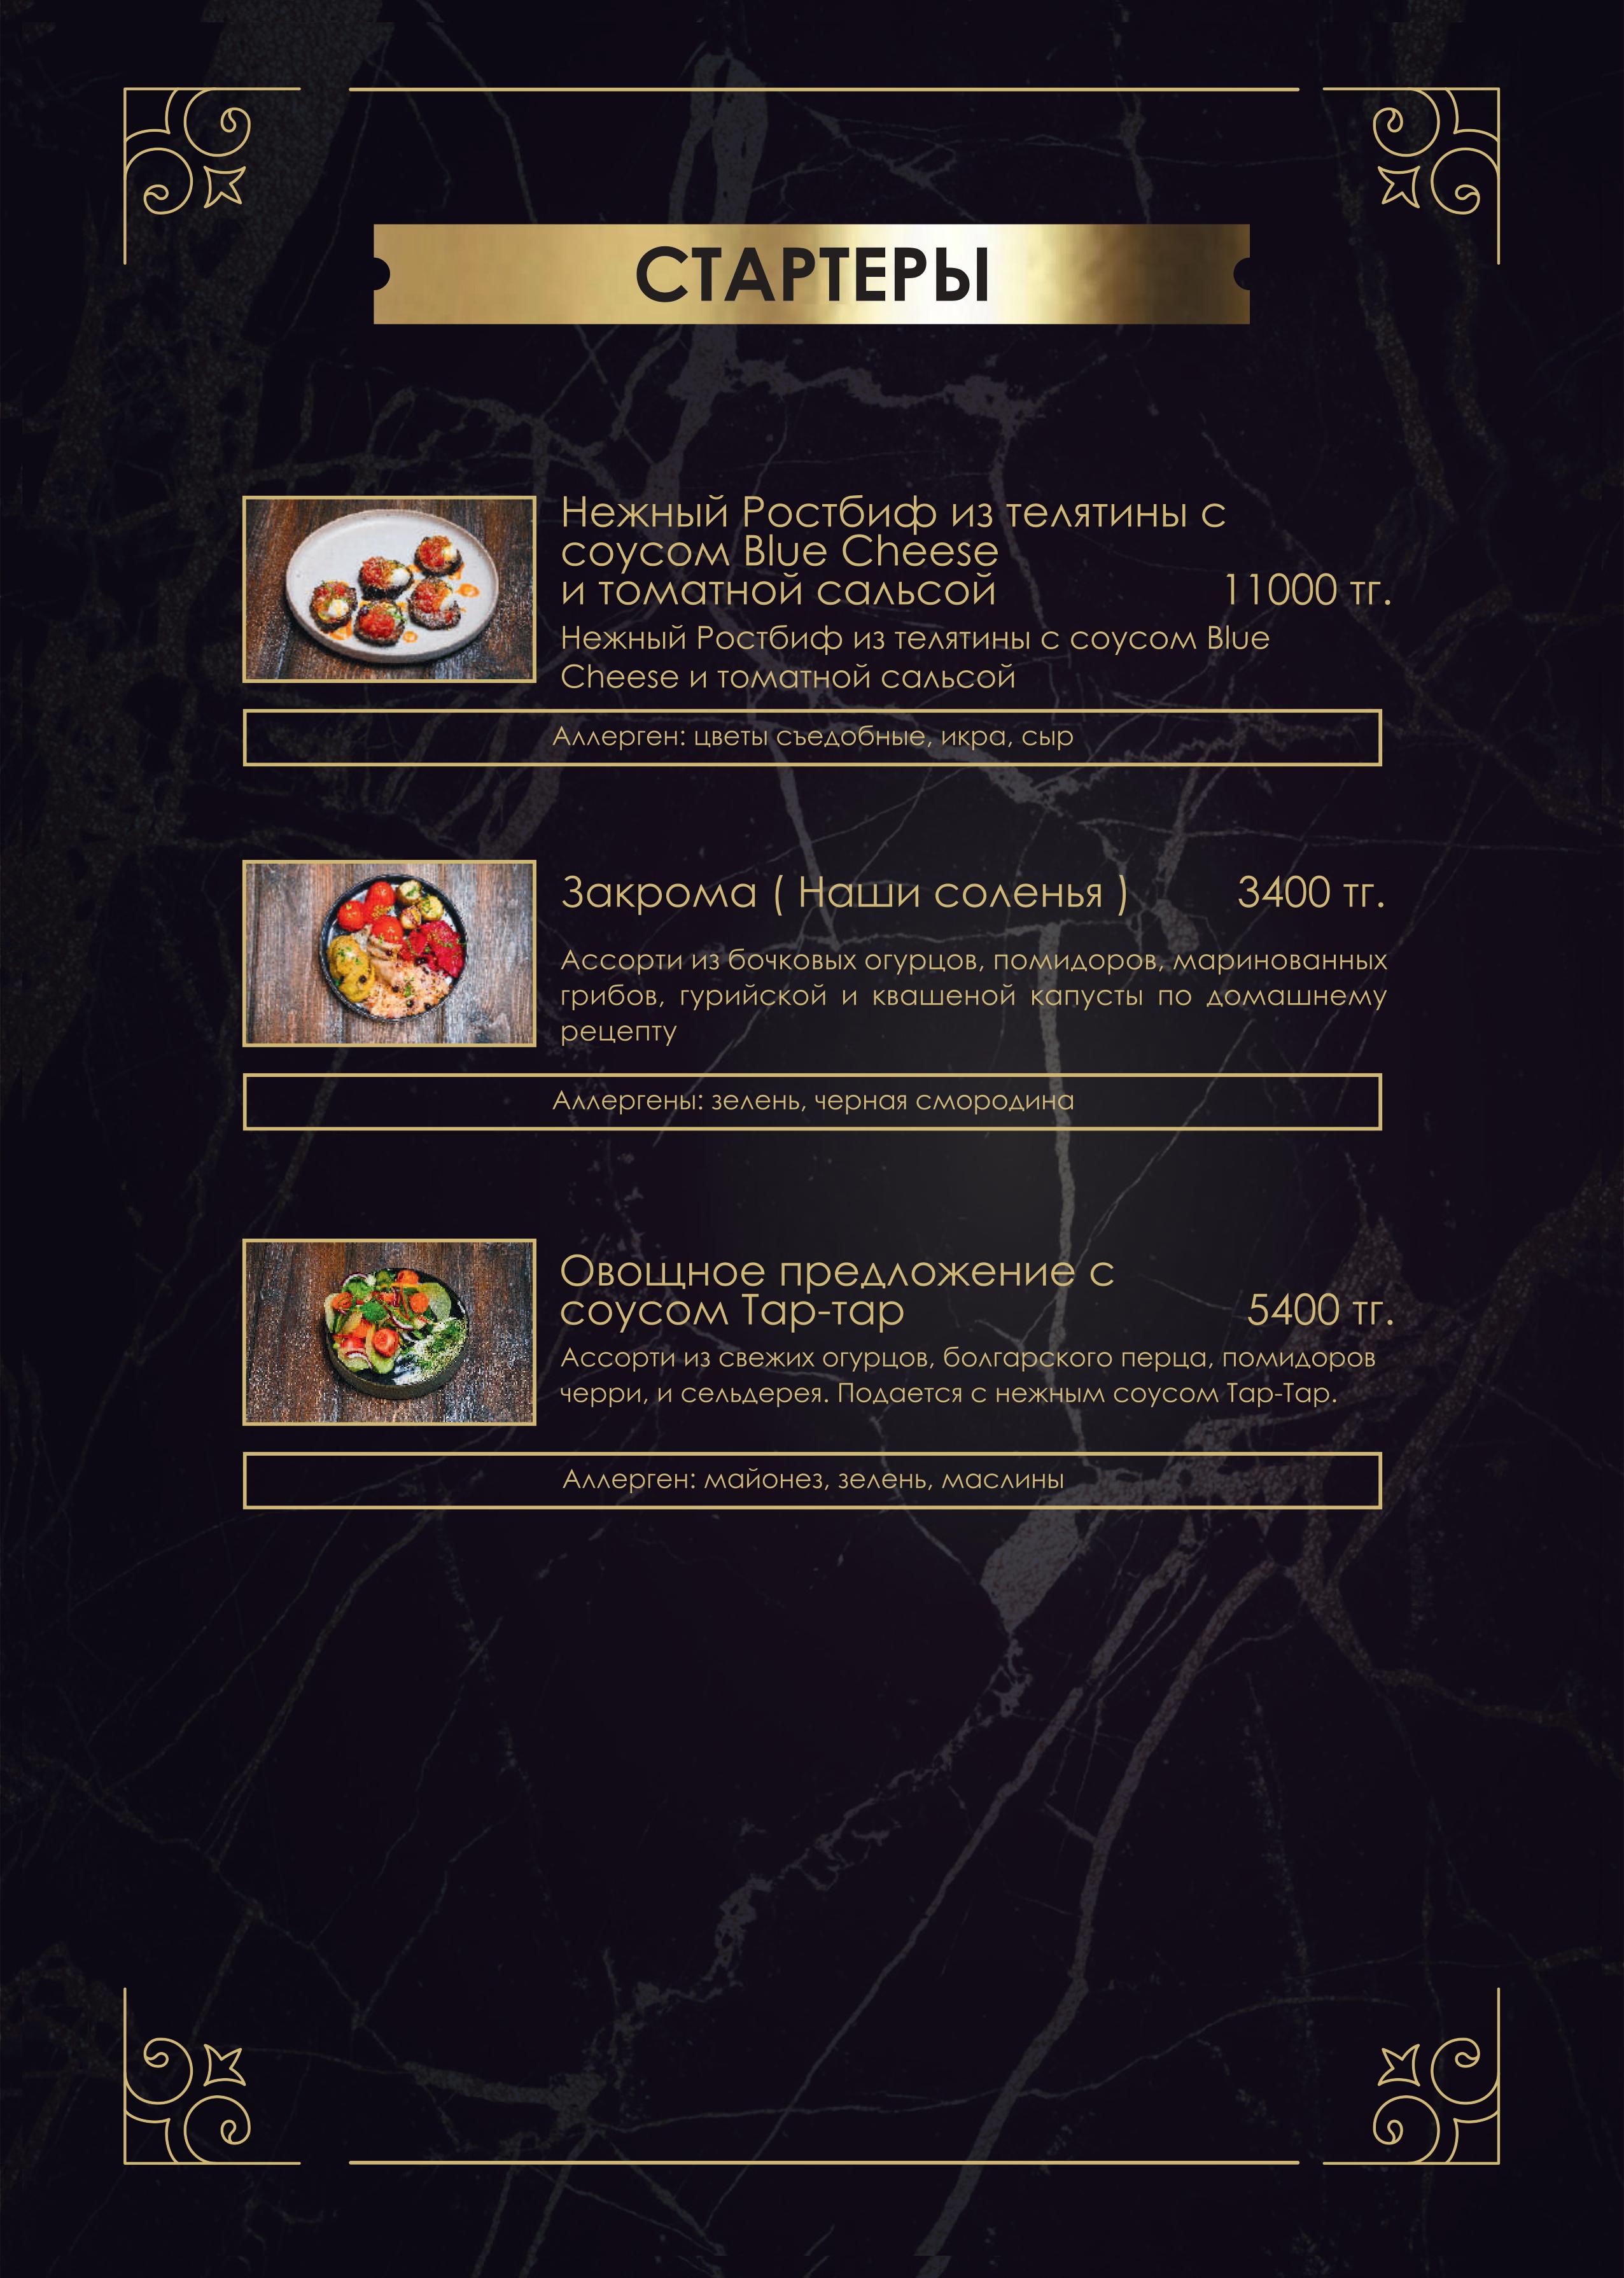 СТАРТЕРЫ
Нежный Ростбиф из телятины с
соусом Blue Cheese
и томатной сальсой 11000 тг.
Нежный Ростбиф из телятины с соусом Blue
Cheese и томатной сальсой
Аллерген: цветы съедобные, икра, сыр
Закрома ( Наши соленья ) 3400 тг.
Ассорти из бочковых огурцов, помидоров, маринованных
грибов, гурийской и квашеной капусты по домашнему
рецепту
Аллергены: зелень, черная смородина
Овощное предложение с
соусом Тар-тар 5400 тг.
Ассорти из свежих огурцов, болгарского перца, помидоров
черри, и сельдерея. Подается с нежным соусом Тар-Тар.
Аллерген: майонез, зелень, маслины